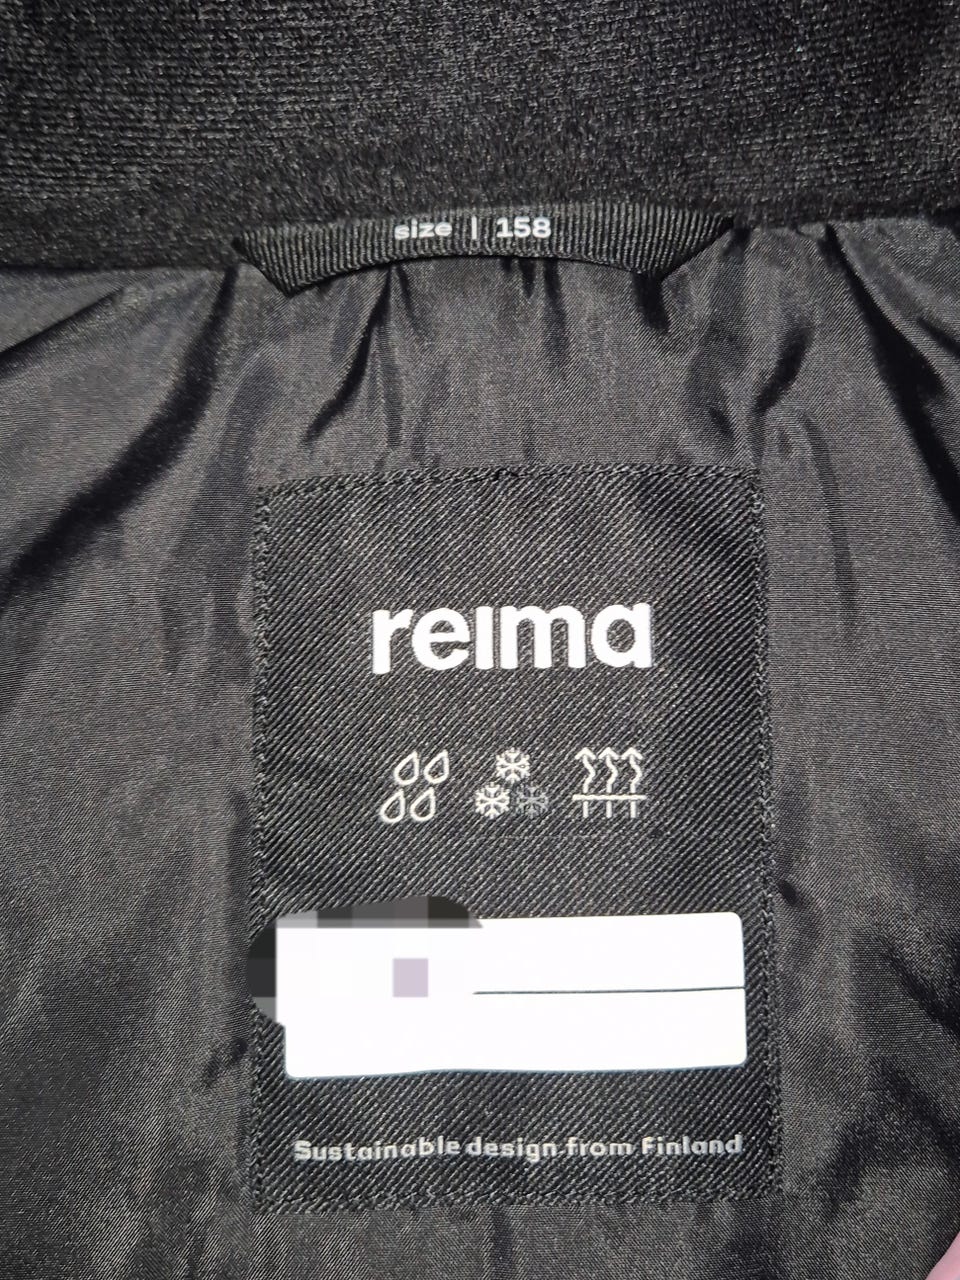 size | 158
reima
Sustainable design from Finland